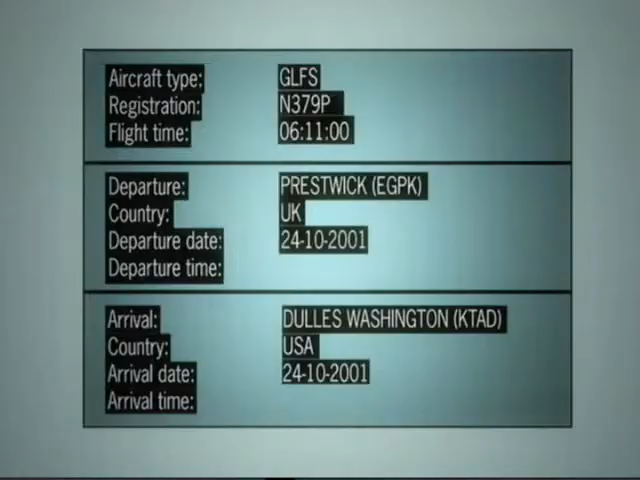 Aircraft type: GLFS
Registration: N379P
Flight time: 06:11:00
Departure: PRESTWICK (EGPK)
Country: UK
Departure date: 24-10-2001
Departure time:
Arrival: DULLES WASHINGTON (KTAD)
Country: USA
Arrival date: 24-10-2001
Arrival time: